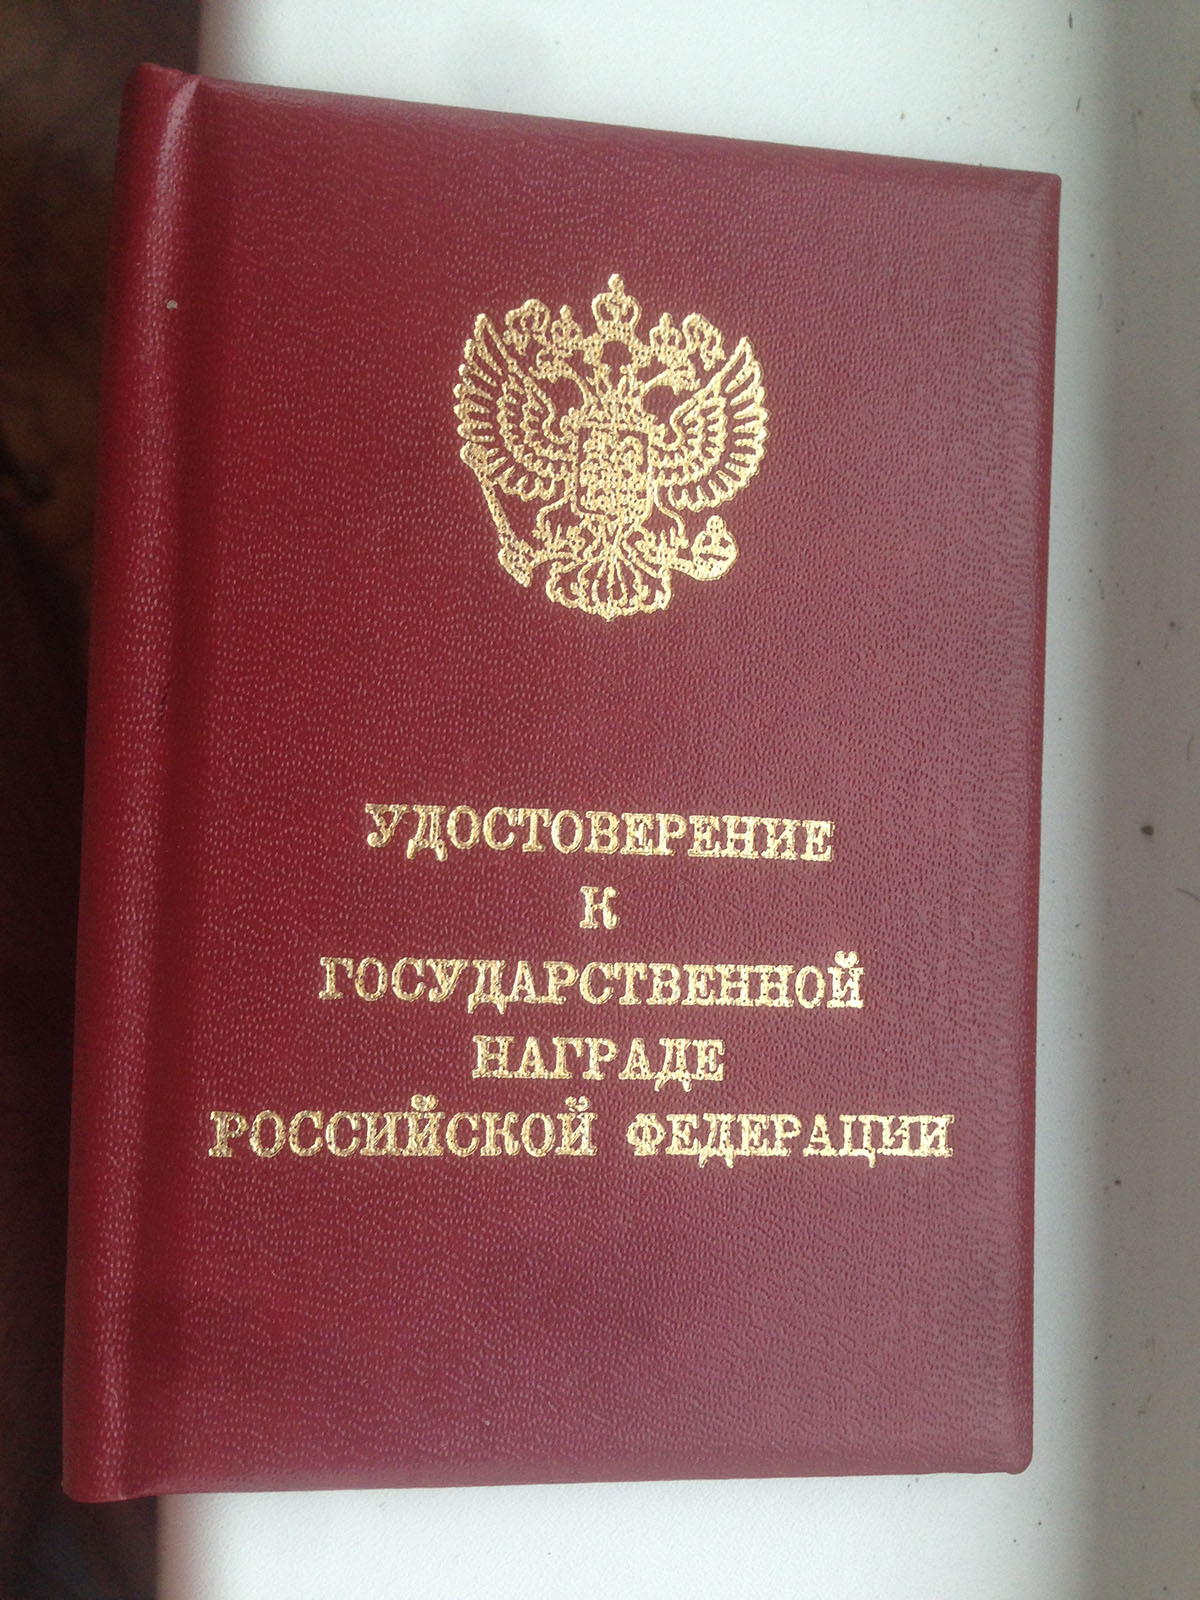 УДОСТОВЕРЕНИЕ
К
ГОСУДАРСТВЕННОЙ
НАГРАДЕ
РОССИЙСКОЙ ФЕДЕРАЦИИ